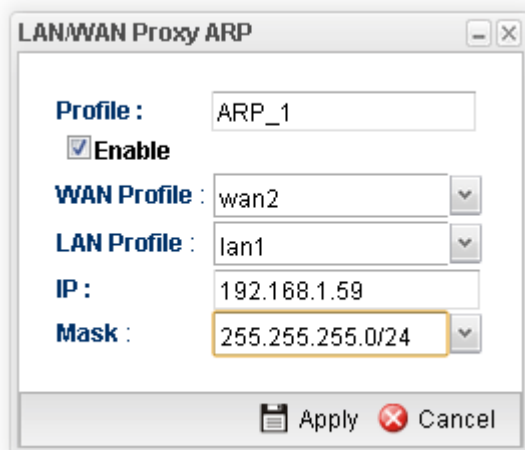 LAN/WAN Proxy ARP
Profile : ARP_1
Enable
WAN Profile : wan2
LAN Profile : lan1
IP : 192.168.1.59
Mask : 255.255.255.0/24
Apply Cancel